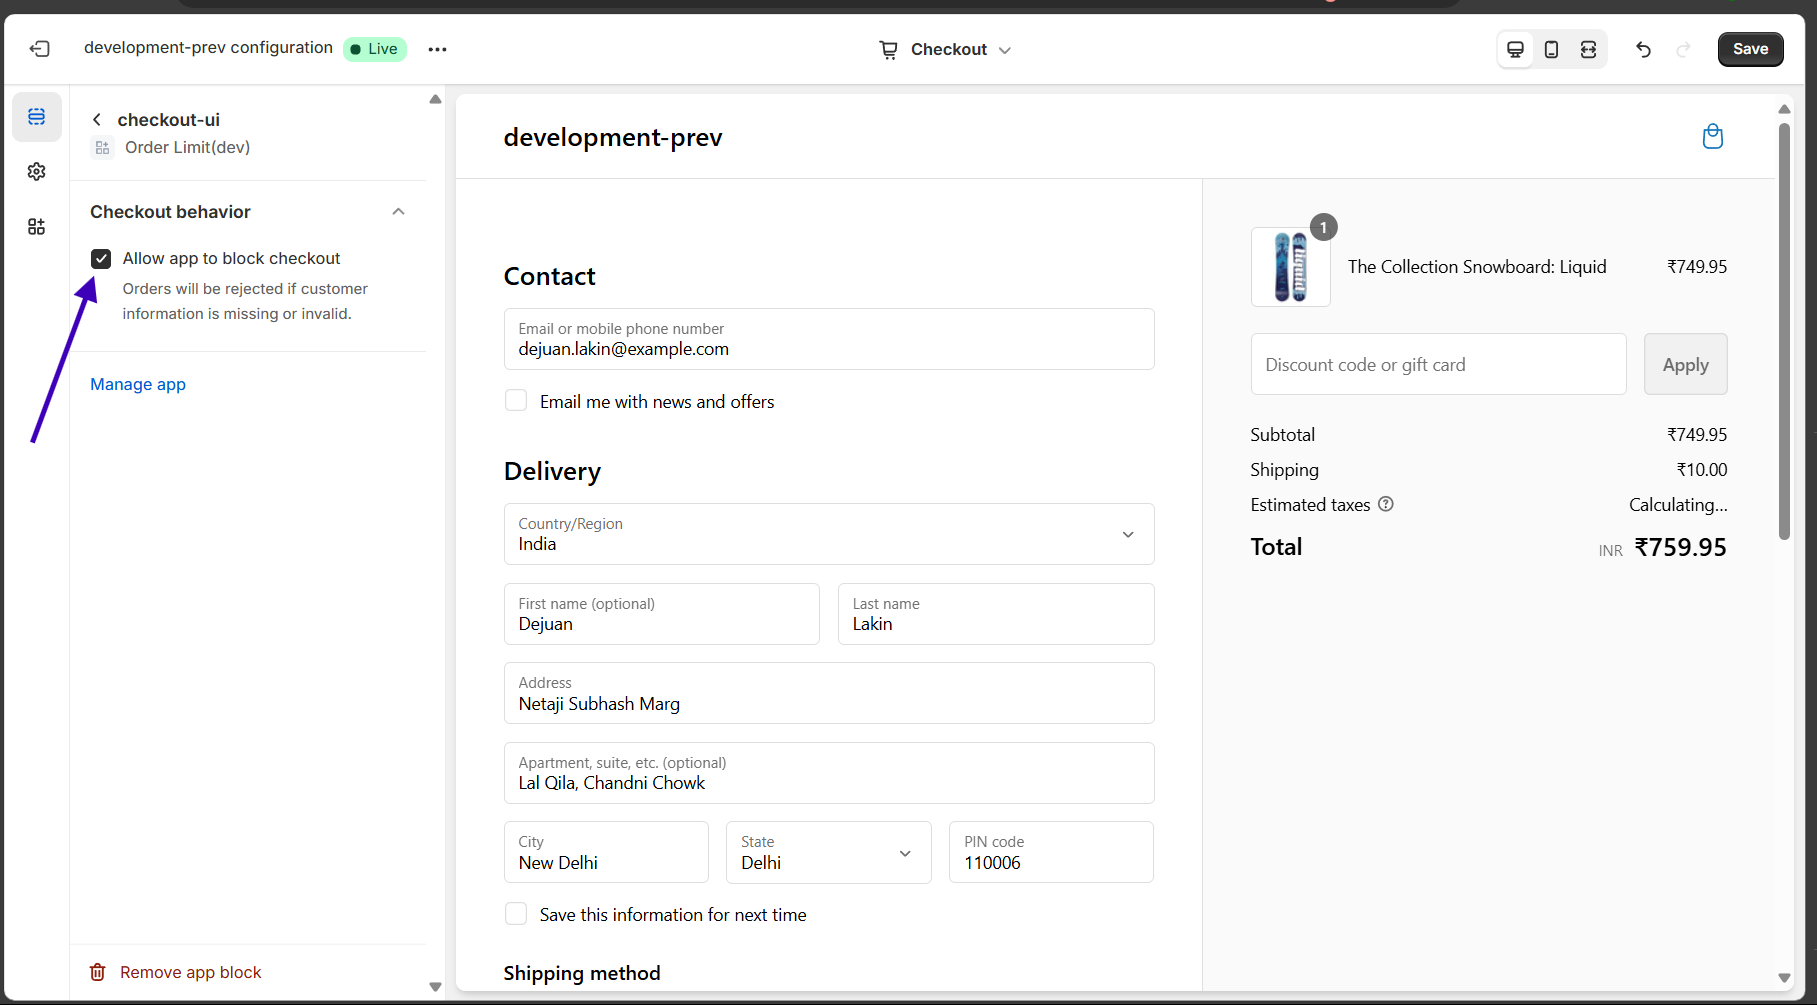 development-prev configuration
Live
Checkout
Save
checkout-ui
Order Limit(dev)
Checkout behavior
Allow app to block checkout
Orders will be rejected if customer
information is missing or invalid.
Manage app
Remove app block
development-prev
Contact
Email or mobile phone number
dejuan.lakin@example.com
Email me with news and offers
Delivery
Country/Region
India
First name (optional)
Dejuan
Last name
Lakin
Address
Netaji Subhash Marg
Apartment, suite, etc. (optional)
Lal Qila, Chandni Chowk
City
New Delhi
State
Delhi
PIN code
110006
Save this information for next time
Shipping method
1
liquid
The Collection Snowboard: Liquid ₹749.95
Discount code or gift card
Apply
Subtotal ₹749.95
Shipping ₹10.00
Estimated taxes Calculating...
Total INR ₹759.95